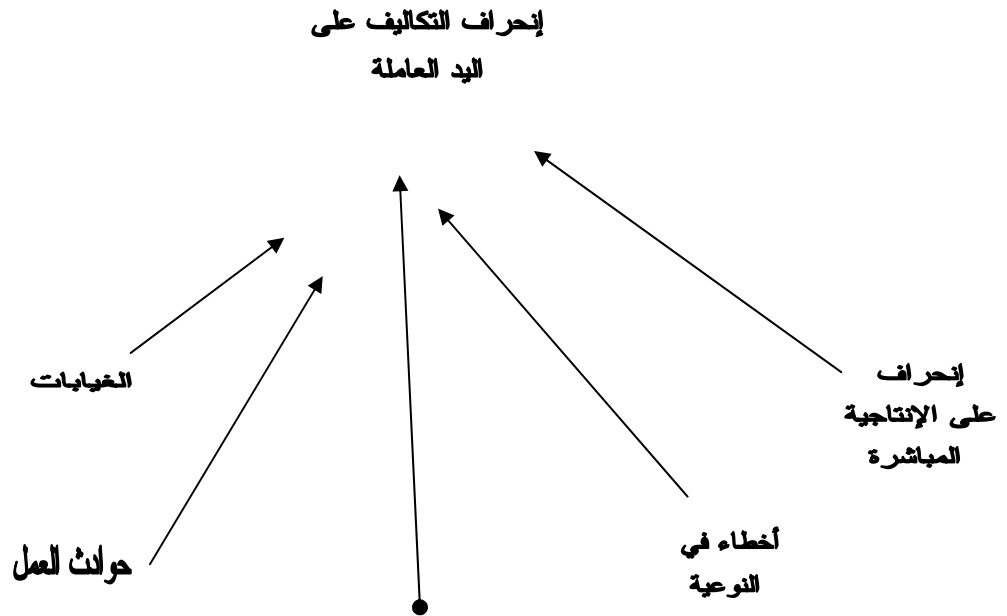 إنحراف التكاليف على
اليد العاملة
إنحراف
على الإنتاجية
المباشرة
الغيابات
أخطاء في
النوعية
حوادث العمل